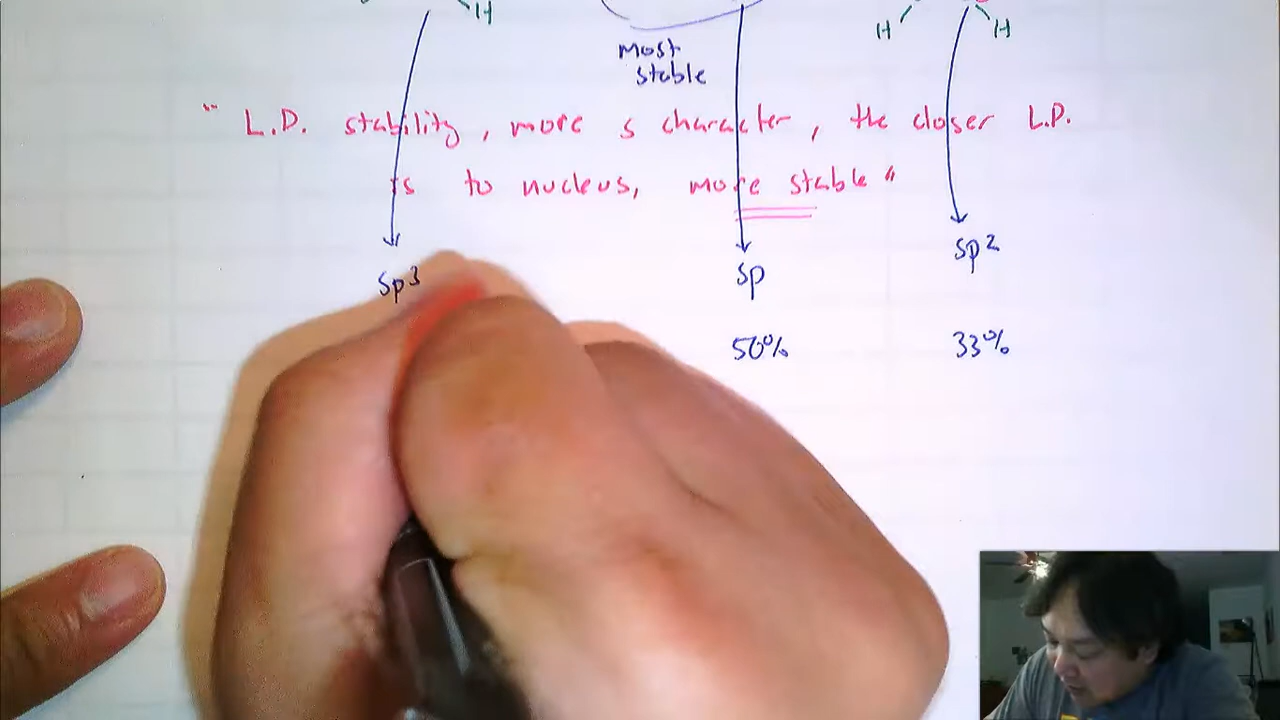 H
H H
most
stable
" L.D. stability, more s character, the closer L.P.
is to nucleus, more stable "
sp3 sp sp2
50% 33%